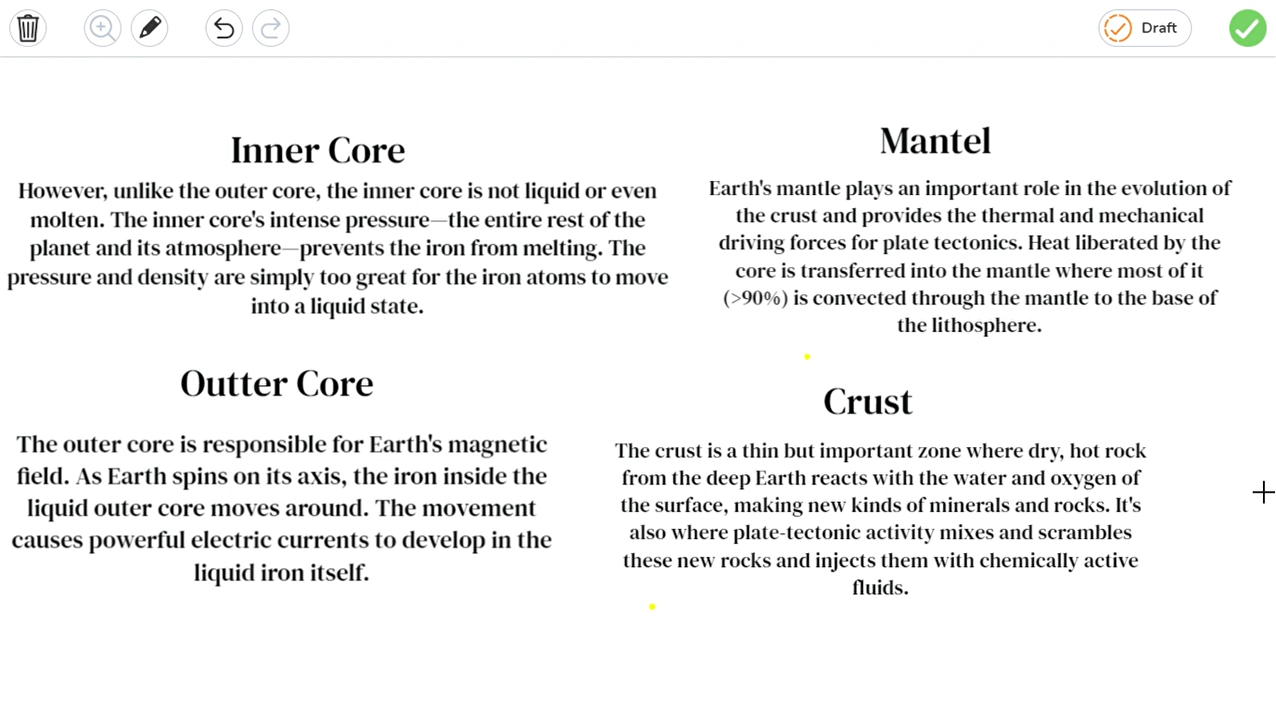 Draft
Inner Core
However, unlike the outer core, the inner core is not liquid or even
molten. The inner core's intense pressure—the entire rest of the
planet and its atmosphere—prevents the iron from melting. The
pressure and density are simply too great for the iron atoms to move
into a liquid state.
Mantel
Earth's mantle plays an important role in the evolution of
the crust and provides the thermal and mechanical
driving forces for plate tectonics. Heat liberated by the
core is transferred into the mantle where most of it
(>90%) is convected through the mantle to the base of
the lithosphere.
Outter Core
The outer core is responsible for Earth's magnetic
field. As Earth spins on its axis, the iron inside the
liquid outer core moves around. The movement
causes powerful electric currents to develop in the
liquid iron itself.
Crust
The crust is a thin but important zone where dry, hot rock
from the deep Earth reacts with the water and oxygen of
the surface, making new kinds of minerals and rocks. It's
also where plate-tectonic activity mixes and scrambles
these new rocks and injects them with chemically active
fluids.